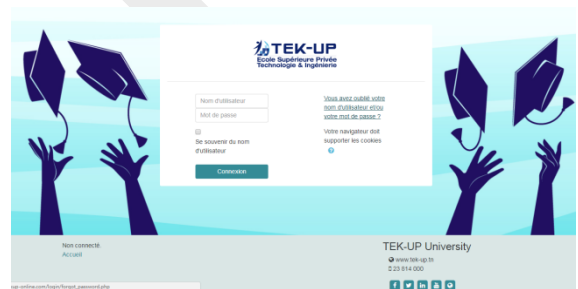 TEK-UP
Ecole Supérieure Privée
Technologie & Ingénierie
Nom d'utilisateur
Mot de passe
Se souvenir du nom
d'utilisateur
Connexion
Vous avez oublié votre
nom d'utilisateur et/ou
votre mot de passe ?
Votre navigateur doit
supporter les cookies
Non connecté.
Accueil
TEK-UP University
www.tek-up.tn
23 814 000
up-online.com/login/forgot_password.php